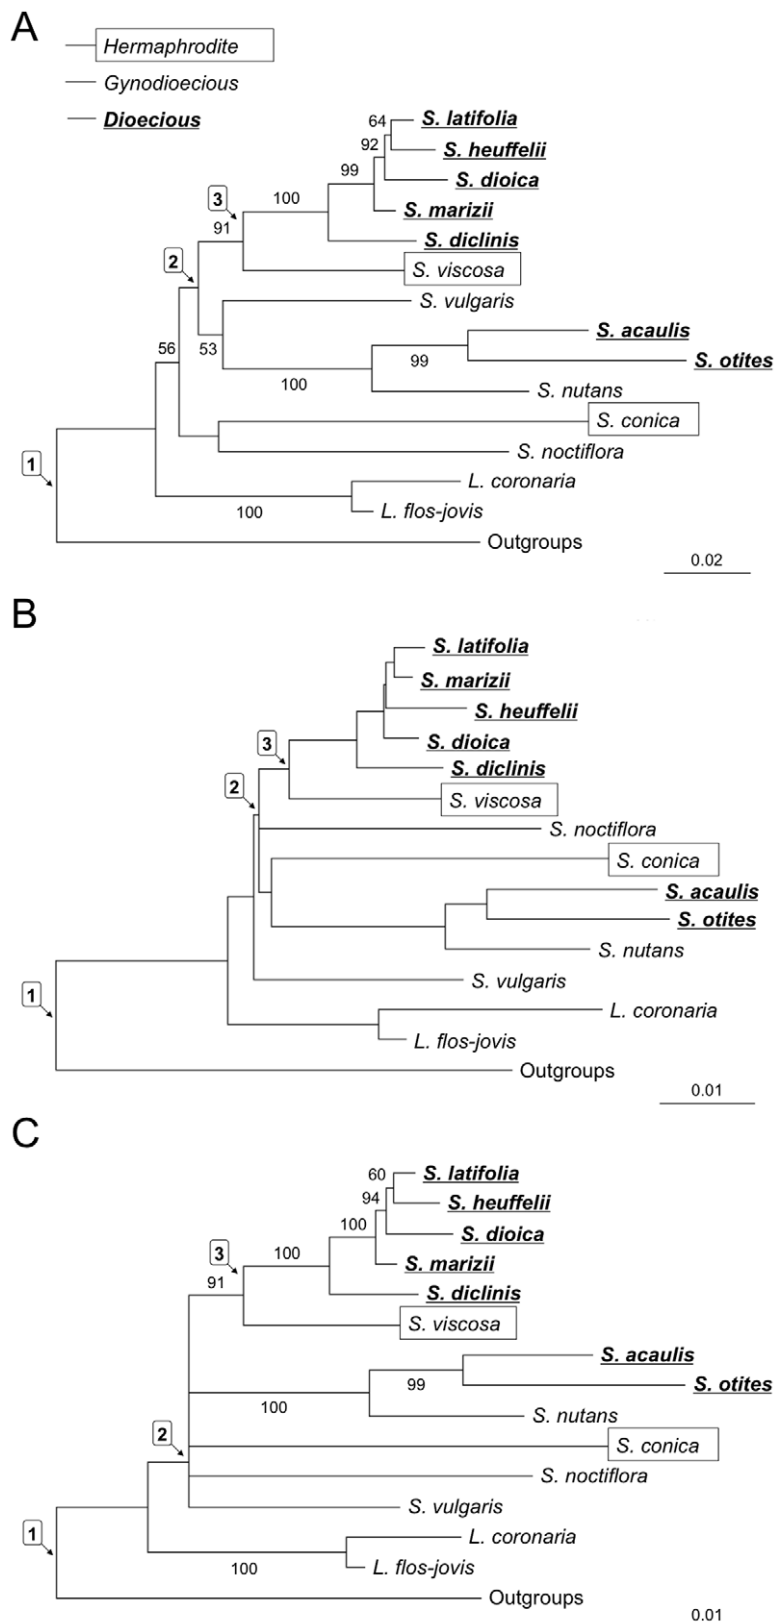 A
Hermaphrodite
Gynodioecious
Dioecious
64 S. latifolia
92 S. heuffelii
99 S. dioica
3 100 S. marizii
91 S. diclinis
2 S. viscosa
S. vulgaris
56 53 S. acaulis
99 S. otites
100 S. nutans
S. conica
1 S. noctiflora
L. coronaria
100 L. flos-jovis
Outgroups
0.02
B
S. latifolia
S. marizii
S. heuffelii
3 S. dioica
S. diclinis
2 S. viscosa
S. noctiflora
S. conica
S. acaulis
S. otites
S. nutans
1 S. vulgaris
L. coronaria
L. flos-jovis
Outgroups
0.01
C
60 S. latifolia
94 S. heuffelii
100 S. dioica
3 100 S. marizii
91 S. diclinis
S. viscosa
S. acaulis
99 S. otites
100 S. nutans
2 S. conica
S. noctiflora
S. vulgaris
1 L. coronaria
100 L. flos-jovis
Outgroups
0.01